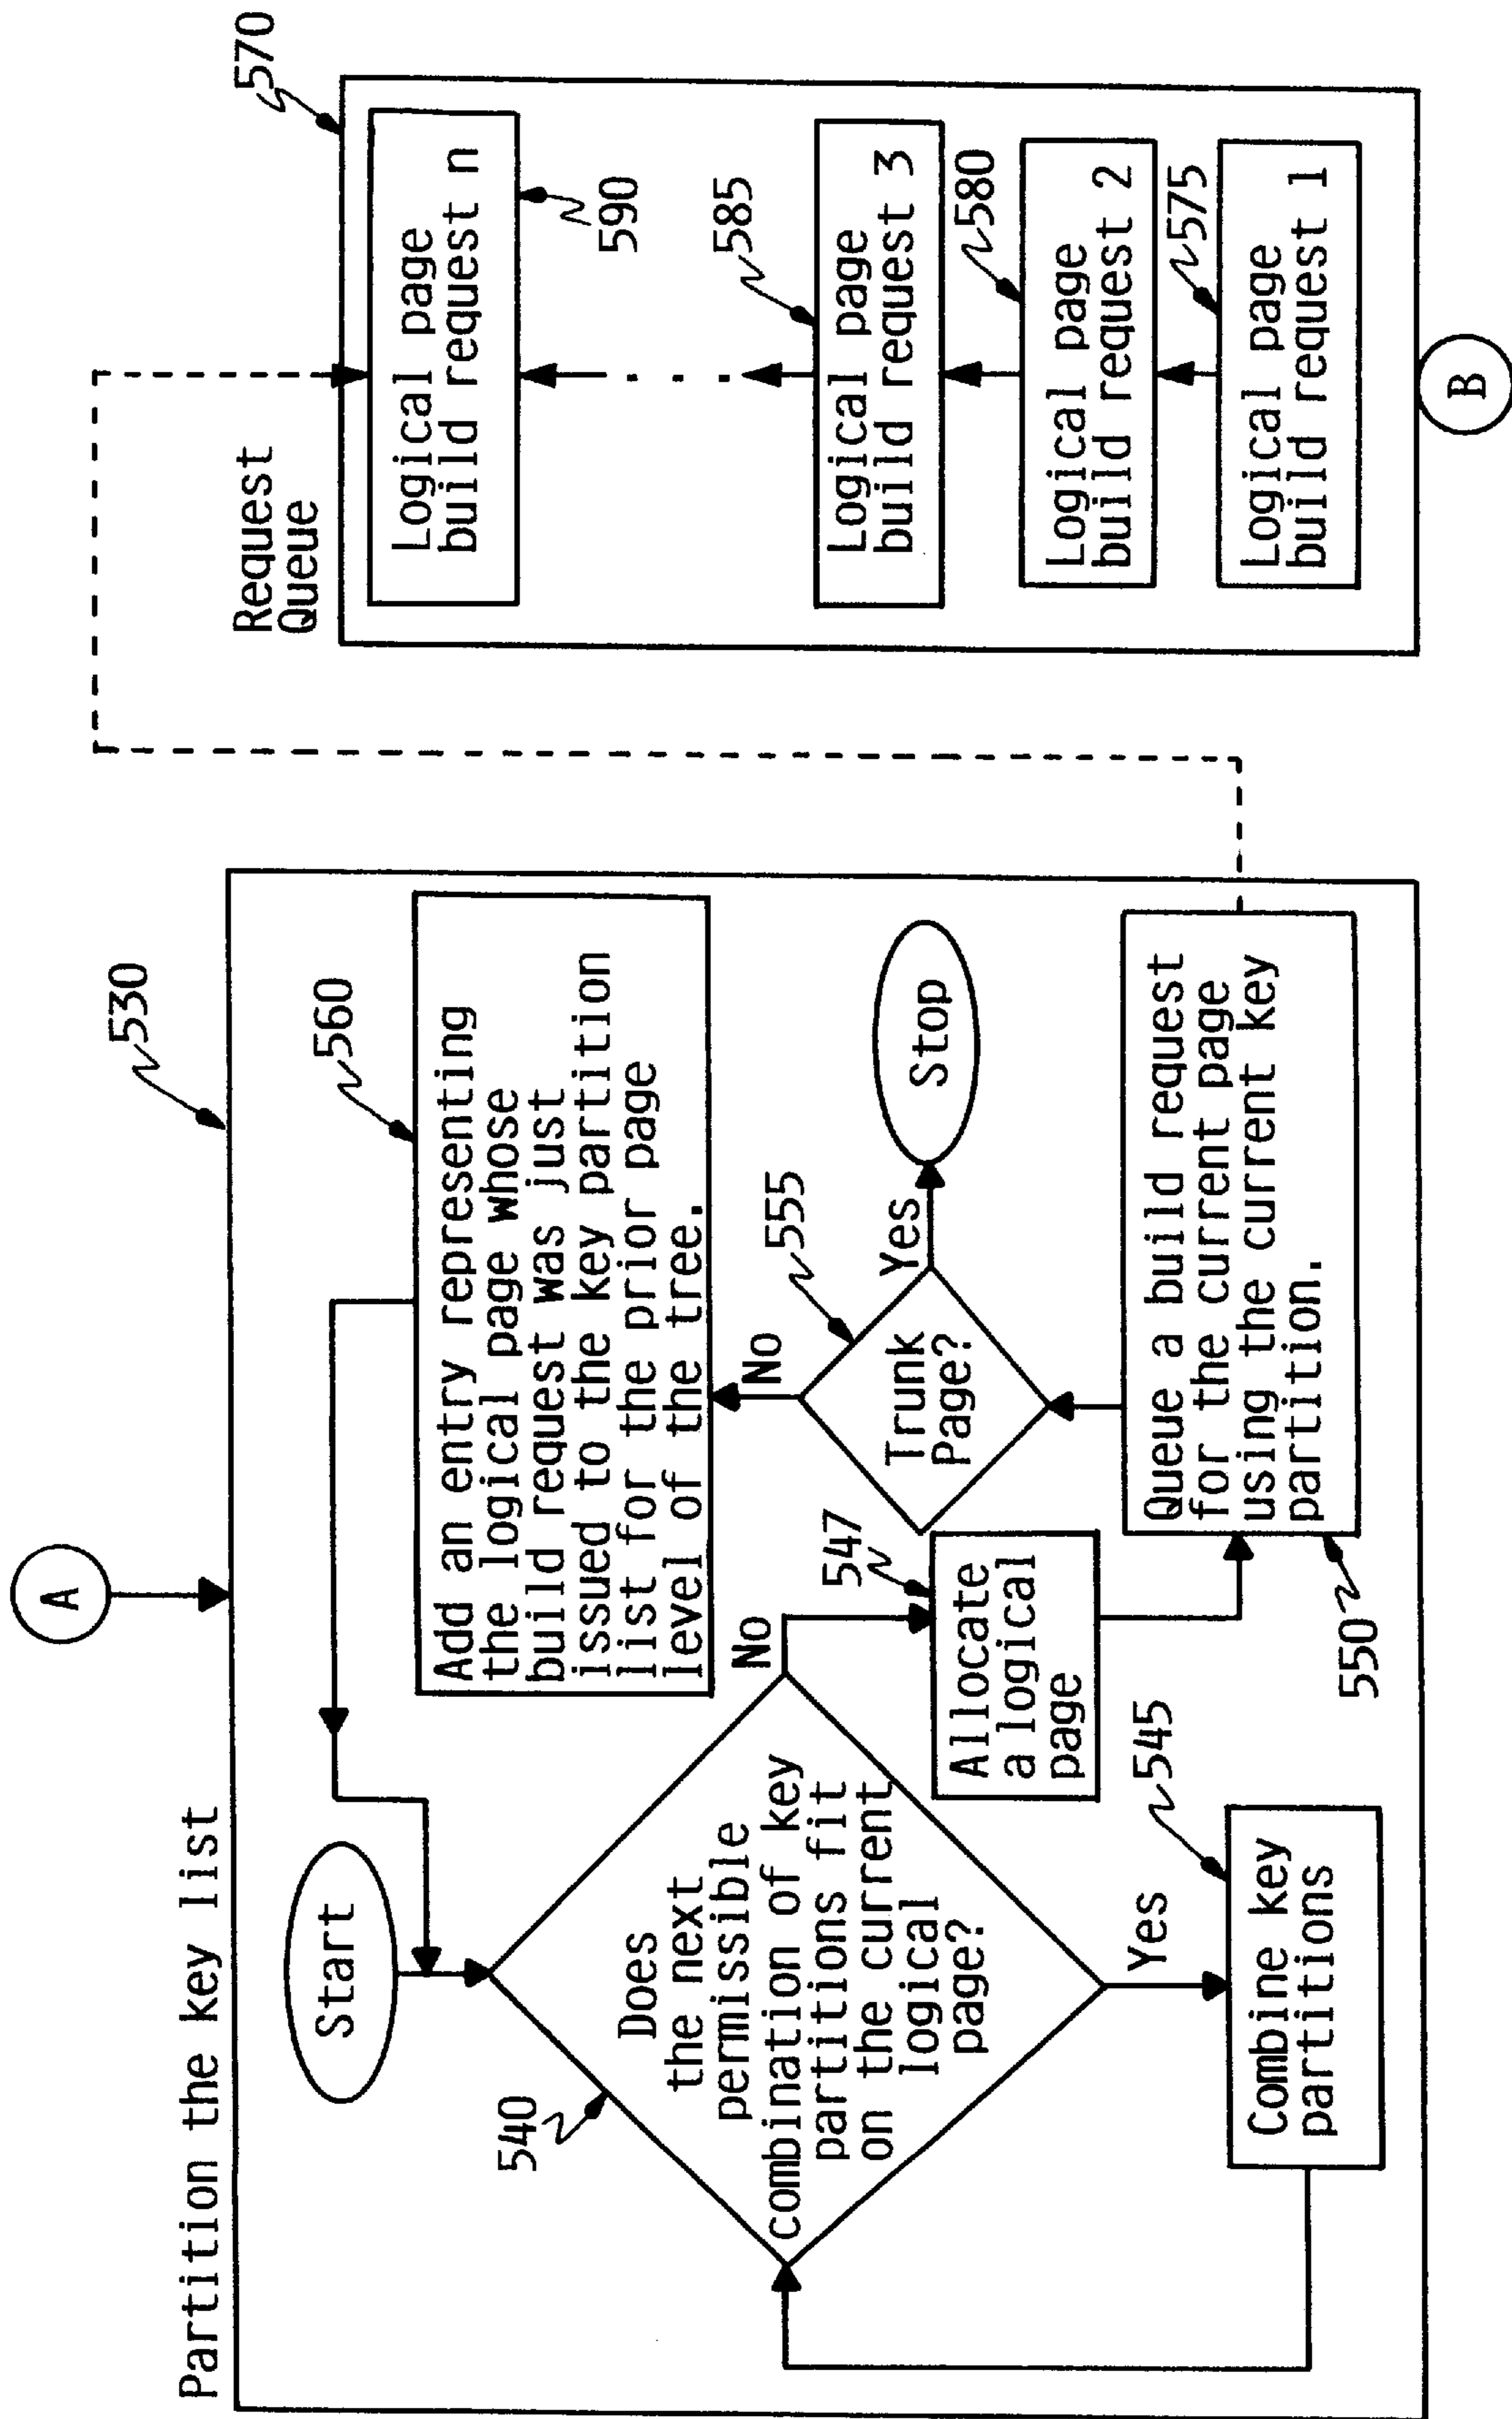 A
Partition the key list
530
Start
540
Does
the next
permissible
combination of key
partitions fit
on the current
logical
page?
Yes
No
545
Combine key
partitions
547
Allocate
a logical
page
550
Queue a build request
for the current page
using the current key
partition.
555
Trunk
Page?
Yes
Stop
No
560
Add an entry representing
the logical page whose
build request was just
issued to the key partition
list for the prior page
level of the tree.
Request
Queue
570
Logical page
build request n
590
. . .
585
Logical page
build request 3
580
Logical page
build request 2
575
Logical page
build request 1
B